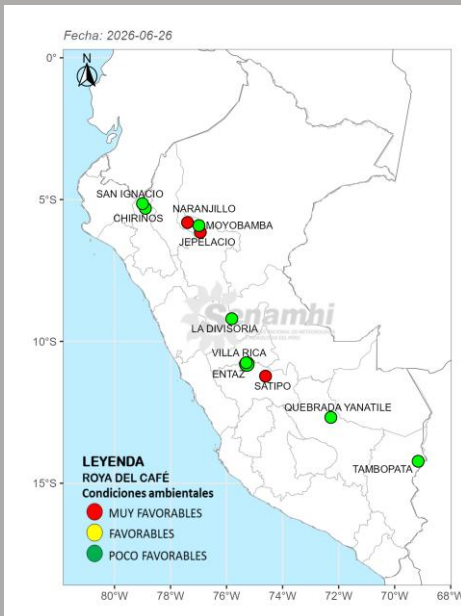 Fecha: 2026-06-26
N
0°
SAN IGNACIO
NARANJILLO
5°S
CHIRINOS
MOYOBAMBA
JEPELACIO
Senamhi
LA DIVISORIA
10°S
VILLA RICA
ENTAZ
SATIPO
QUEBRADA YANATILE
TAMBOPATA
LEYENDA
15°S
ROYA DEL CAFÉ
Condiciones ambientales
MUY FAVORABLES
FAVORABLES
POCO FAVORABLES
80°W 78°W 76°W 74°W 72°W 70°W 68°W